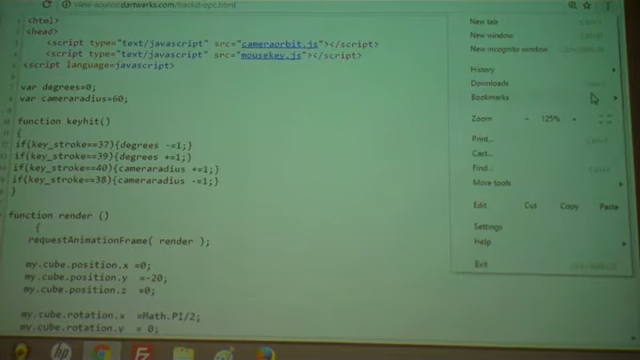 view-source:dartwarks.com/
<html>
<head>
<script type="text/javascript" src="cameraorbit.js"></script>
<script type="text/javascript" src="mousekey.js"></script>
<script language=javascript>
var degrees=0;
var cameraradius=60;
function keyhit()
{
if(key_stroke==37){degrees -=1;}
if(key_stroke==39){degrees +=1;}
if(key_stroke==40){cameraradius +=1;}
if(key_stroke==38){cameraradius -=1;}
}
function render ()
{
requestAnimationFrame( render );
my.cube.position.x =0;
my.cube.position.y =-20;
my.cube.position.z =0;
my.cube.rotation.x =Math.PI/2;
my.cube.rotation.y = 0;
New tab
New window
New incognito window
History
Downloads
Bookmarks
Zoom - 125% +
Print...
Cast...
Find...
More tools
Edit Cut Copy Paste
Settings
Help
Exit
hp